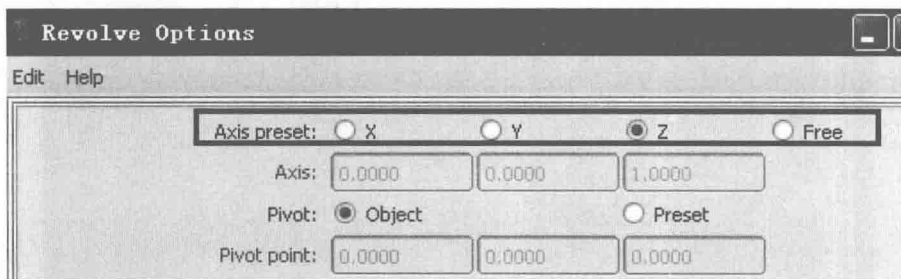 Revolve Options
Edit Help
Axis preset: X Y Z Free
Axis: 0.0000 0.0000 1.0000
Pivot: Object Preset
Pivot point: 0.0000 0.0000 0.0000